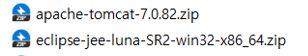 apache-tomcat-7.0.82.zip
eclipse-jee-luna-SR2-win32-x86_64.zip